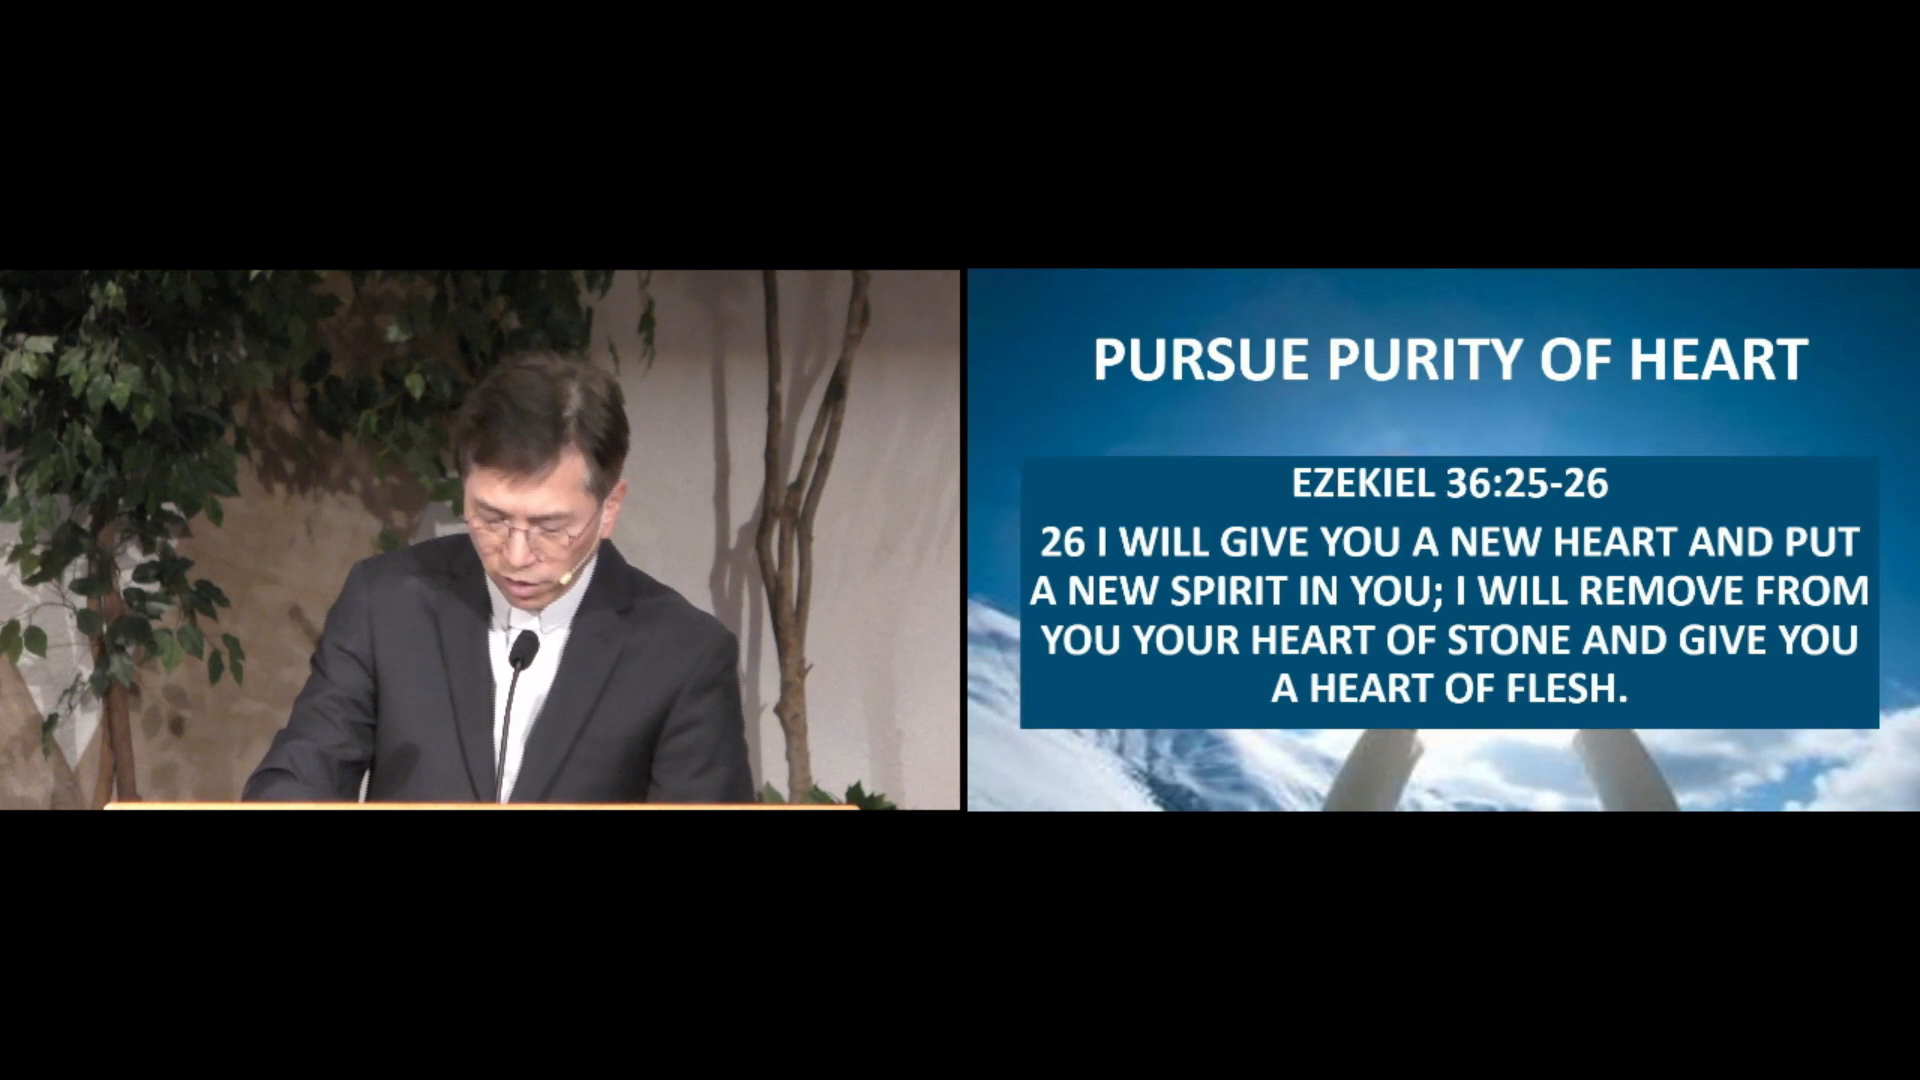 PURSUE PURITY OF HEART
EZEKIEL 36:25-26
26 I WILL GIVE YOU A NEW HEART AND PUT
A NEW SPIRIT IN YOU; I WILL REMOVE FROM
YOU YOUR HEART OF STONE AND GIVE YOU
A HEART OF FLESH.